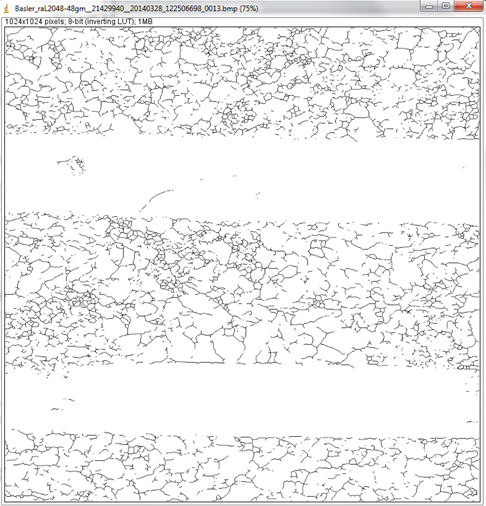 Basler_raL2048-48gm__21429940__20140328_122506698_0013.bmp (75%)
1024x1024 pixels; 8-bit (inverting LUT); 1MB